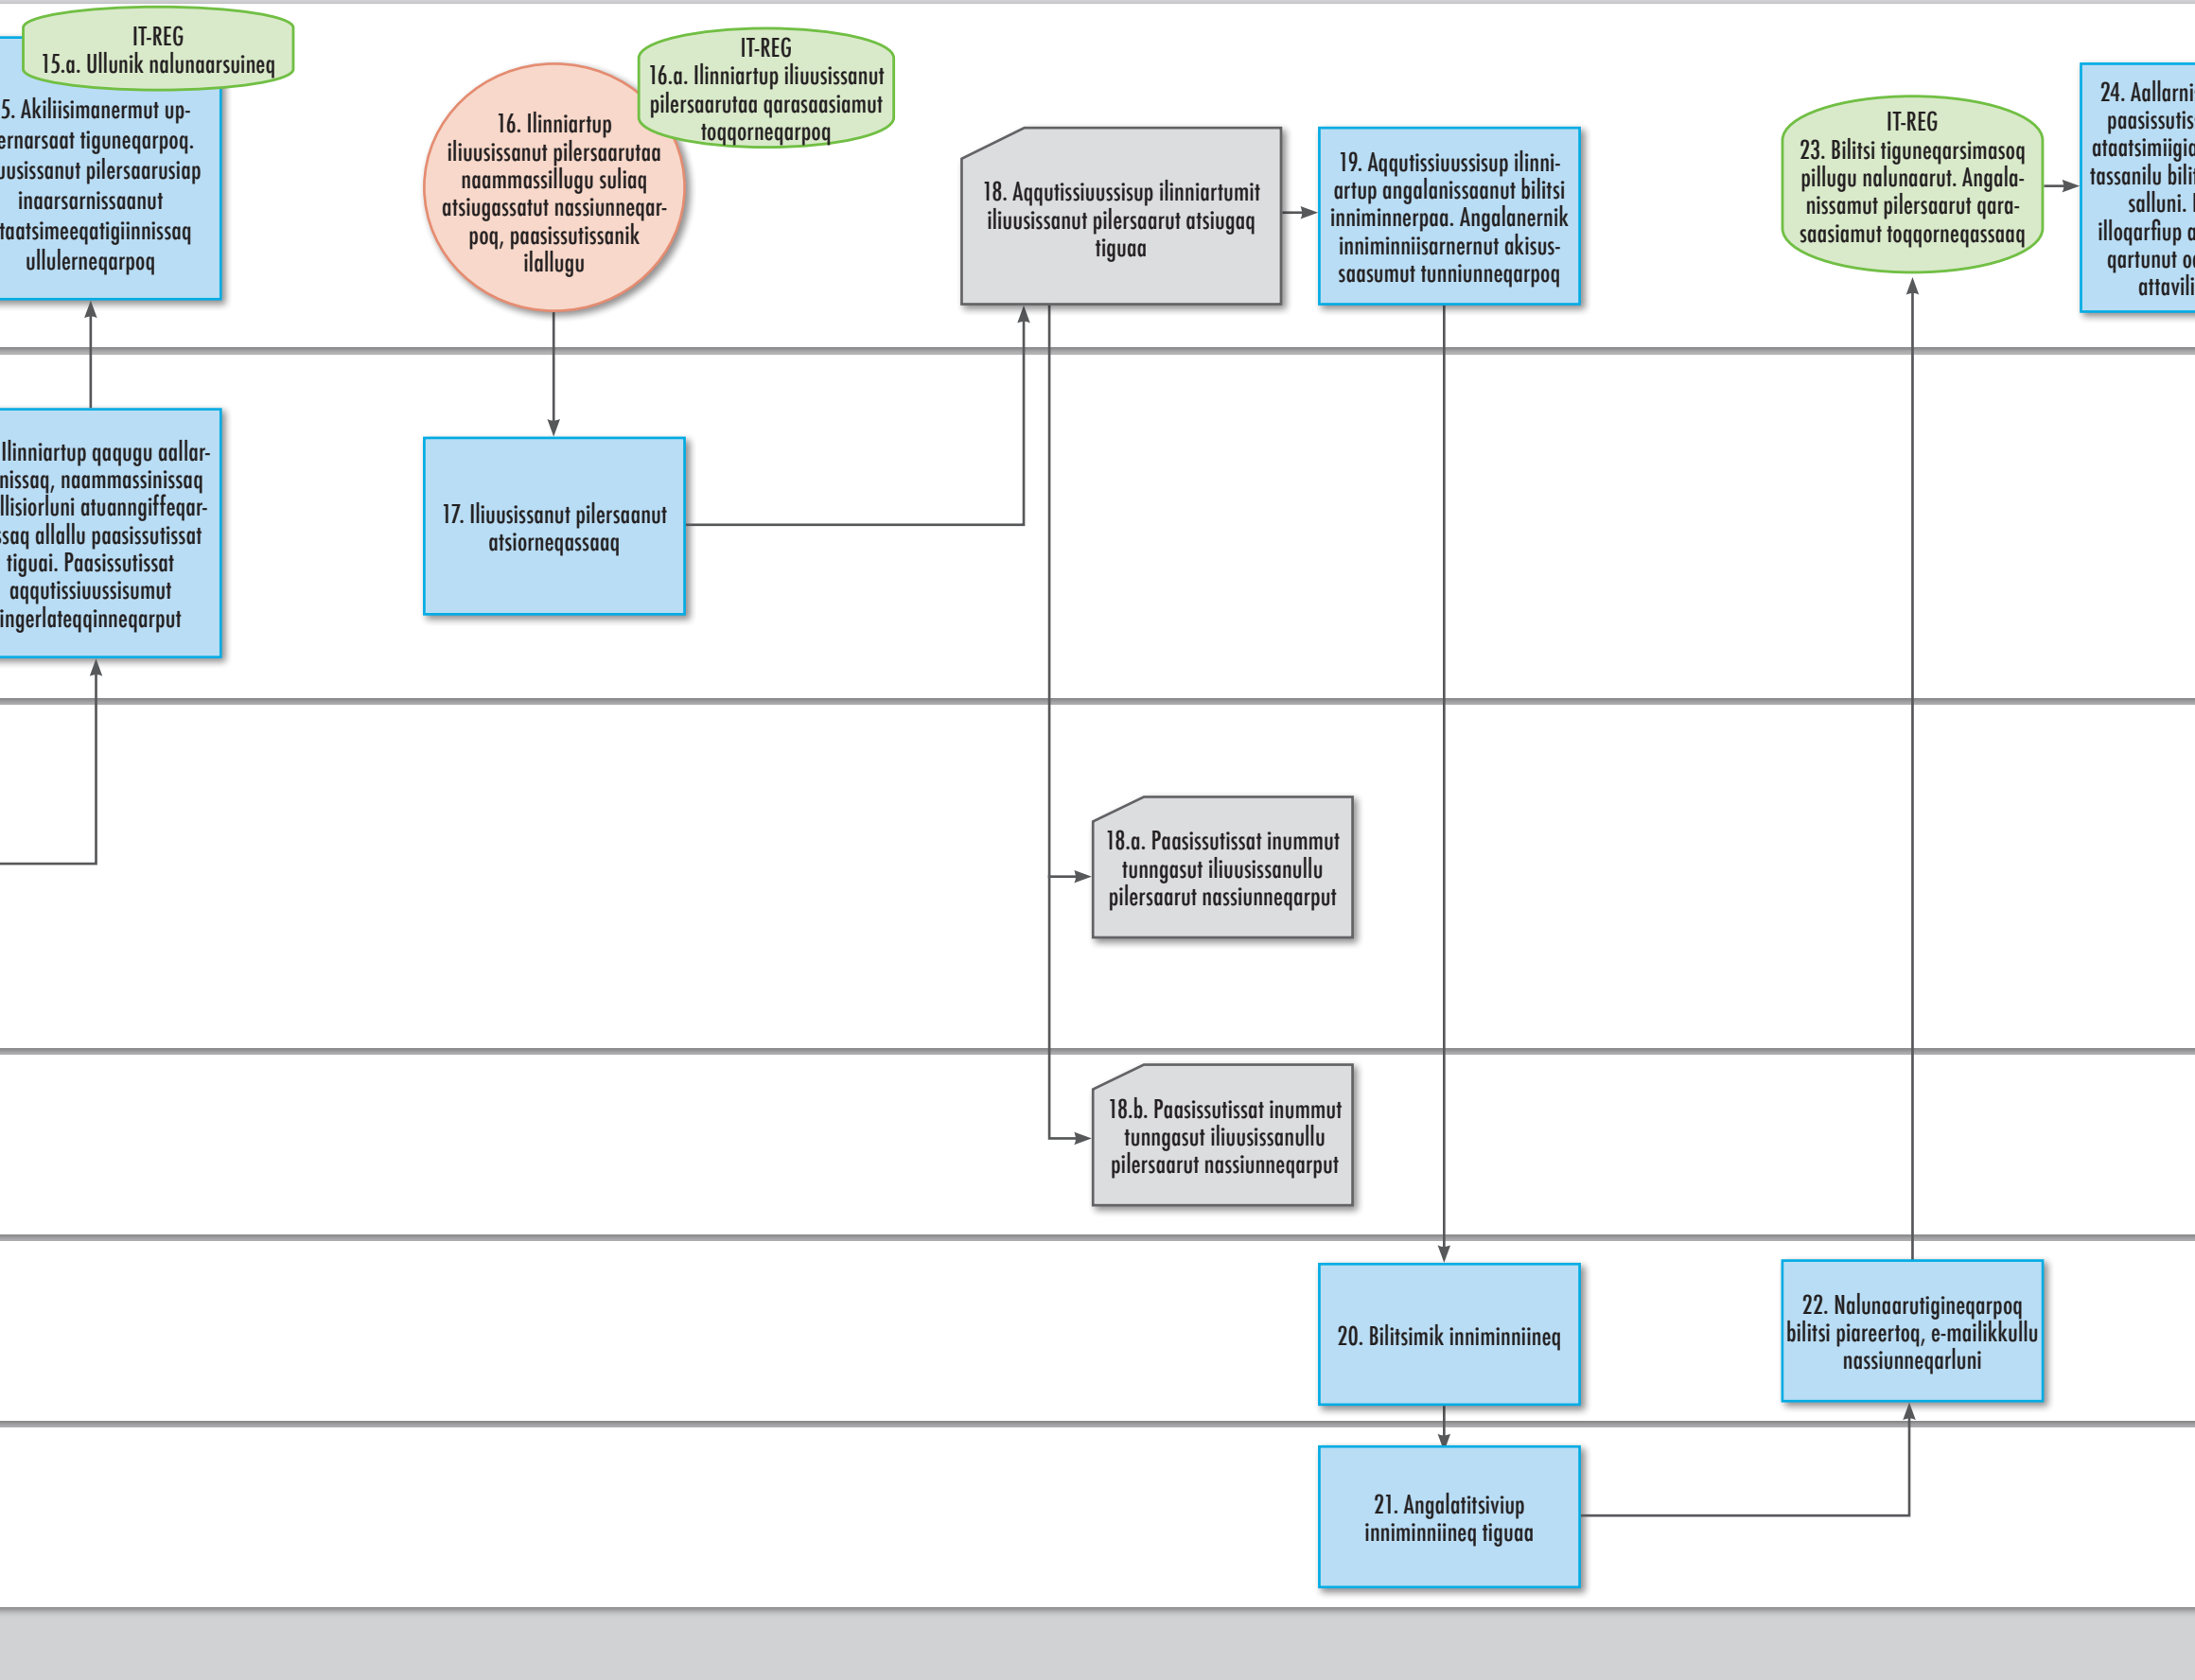 IT-REG
15.a. Ullunik nalunaarsuineq
5. Akiliisimanermut up-
ernarsaat tiguneqarpoq.
uusissanut pilersaarusiap
inaarsarnissaanut
taatsimeeqatigiinnissaq
ullulerneqarpoq
Ilinniartup qaqugu aallar-
nissaq, naammassinissaq
llisiorluni atuanngiffeqar-
ssaq allallu paasissutissat
tiguai. Paasissutissat
aqqutissiuussisumut
ingerlateqqinneqarput
16. Ilinniartup
iliuusissanut pilersaarutaa
naammassillugu suliaq
atsiugassatut nassiunneqar-
poq, paasissutissanik
ilallugu
IT-REG
16.a. Ilinniartup iliuusissanut
pilersaarutaa qarasaasiamut
toqqorneqarpoq
17. Iliuusissanut pilersaanut
atsiorneqassaaq
18. Aqqutissiuussisup ilinniartumit
iliuusissanut pilersaarut atsiugaq
tiguaa
18.a. Paasissutissat inummut
tunngasut iliuusissanullu
pilersaarut nassiunneqarput
18.b. Paasissutissat inummut
tunngasut iliuusissanullu
pilersaarut nassiunneqarput
19. Aqqutissiuussisup ilinni-
artup angalanissaanut bilitsi
inniminnerpaa. Angalanernik
inniminniisarnernut akisus-
saasumut tunniunneqarpoq
20. Bilitsimik inniminniineq
21. Angalatitsiviup
inniminniineq tiguaa
22. Nalunaarutigineqarpoq
bilitsi piareertoq, e-mailikkullu
nassiunneqarluni
IT-REG
23. Bilitsi tiguneqarsimasoq
pillugu nalunaarut. Angala-
nissamut pilersaarut qara-
saasiamut toqqorneqassaaq
24. Aallarni
paasissutis
ataatsimiigia
tassanilu bilit
salluni.
illoqarfiup a
qartunut o
attavili